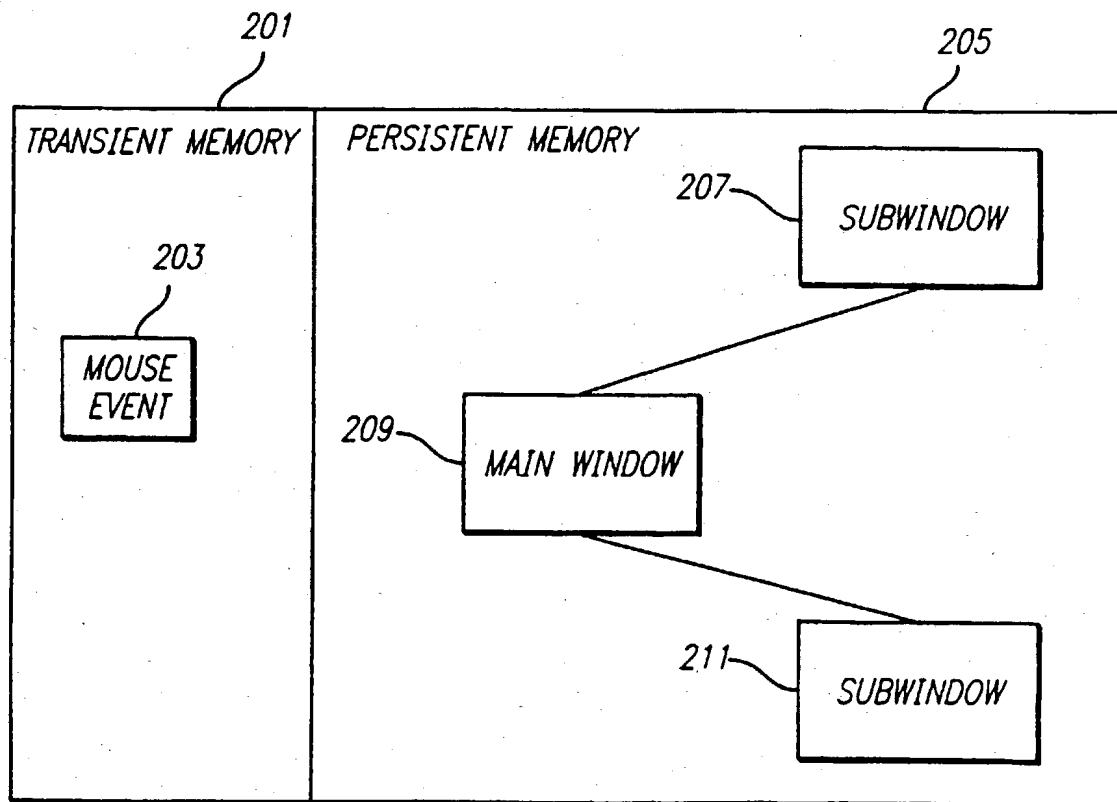 201
205
TRANSIENT MEMORY
PERSISTENT MEMORY
207
SUBWINDOW
203
MOUSE
EVENT
209
MAIN WINDOW
211
SUBWINDOW